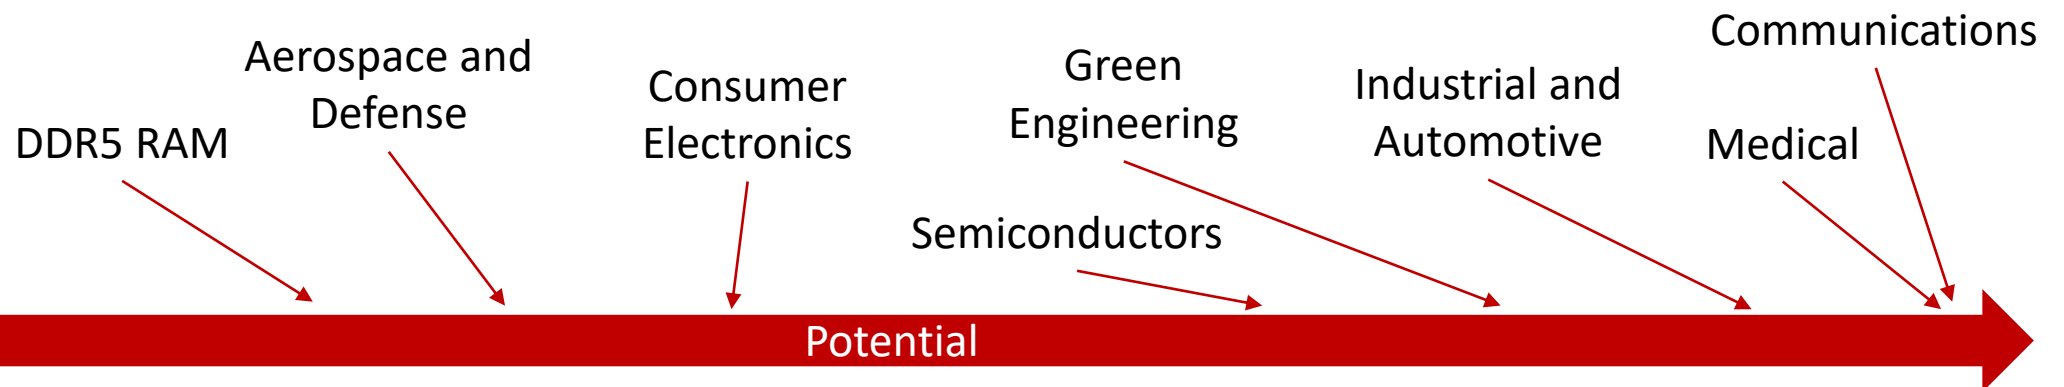 DDR5 RAM
Aerospace and
Defense
Consumer
Electronics
Semiconductors
Green
Engineering
Industrial and
Automotive
Medical
Communications
Potential